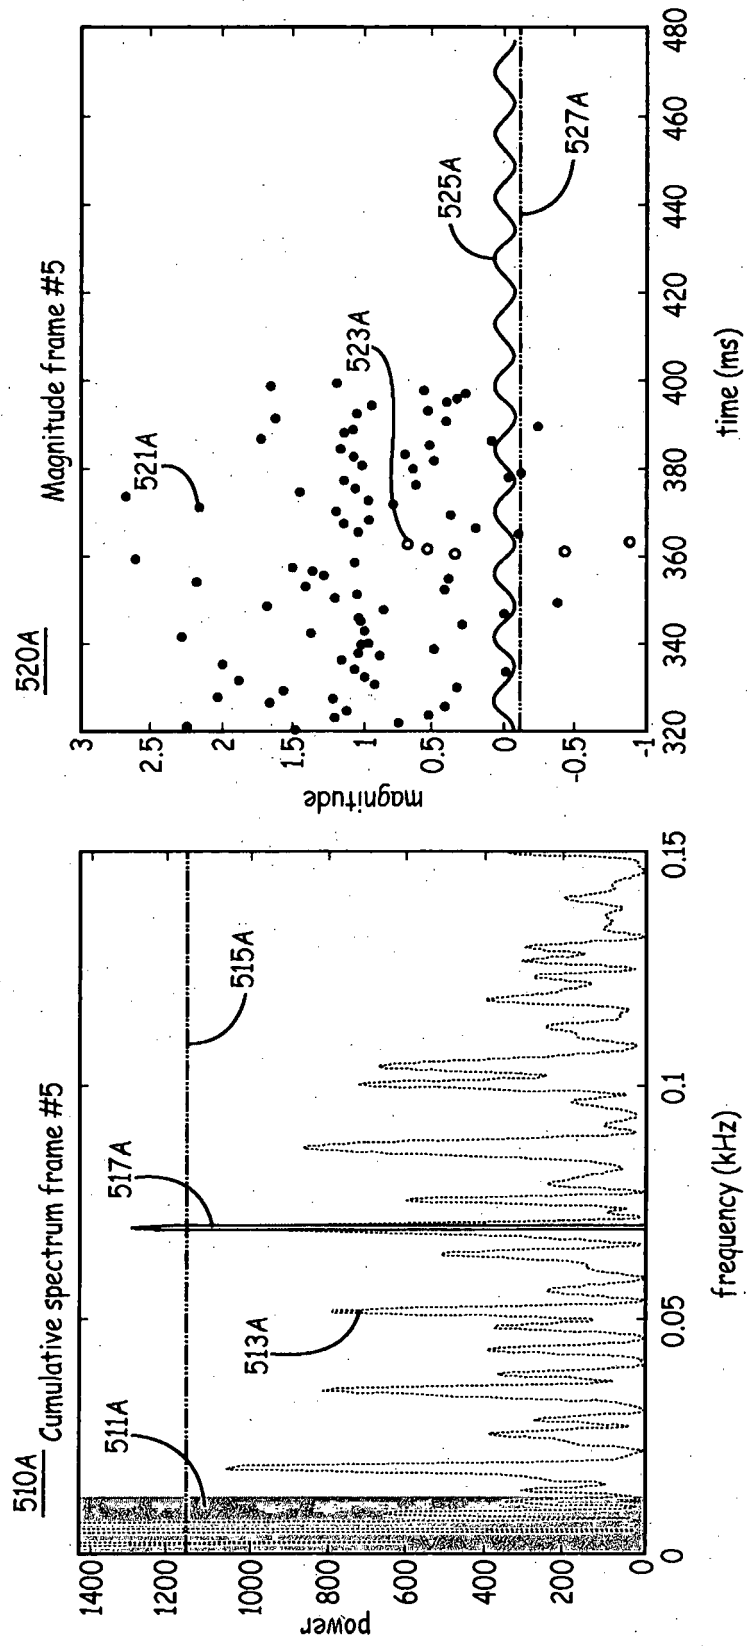 510A
Cumulative spectrum frame #5
511A
517A
515A
513A
power
1400
1200
1000
800
600
400
200
0
0
0.05
0.1
0.15
frequency (kHz)
520A
Magnitude frame #5
521A
523A
525A
527A
magnitude
3
2.5
2
1.5
1
0.5
0
-0.5
-1
320
340
360
380
400
420
440
460
480
time (ms)